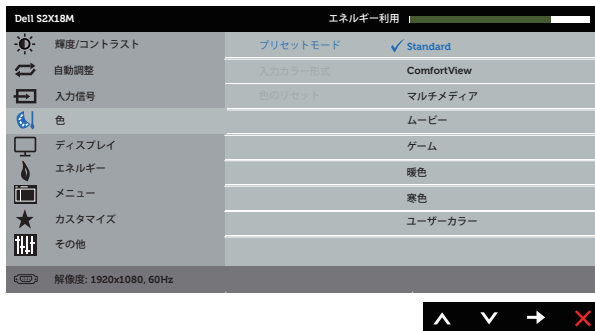 Dell S2X18M エネルギー利用
輝度/コントラスト プリセットモード Standard
自動調整 入力カラー形式 ComfortView
入力信号 色のリセット マルチメディア
色 ムービー
ディスプレイ ゲーム
エネルギー 暖色
メニュー 寒色
カスタマイズ ユーザーカラー
その他
解像度: 1920x1080, 60Hz